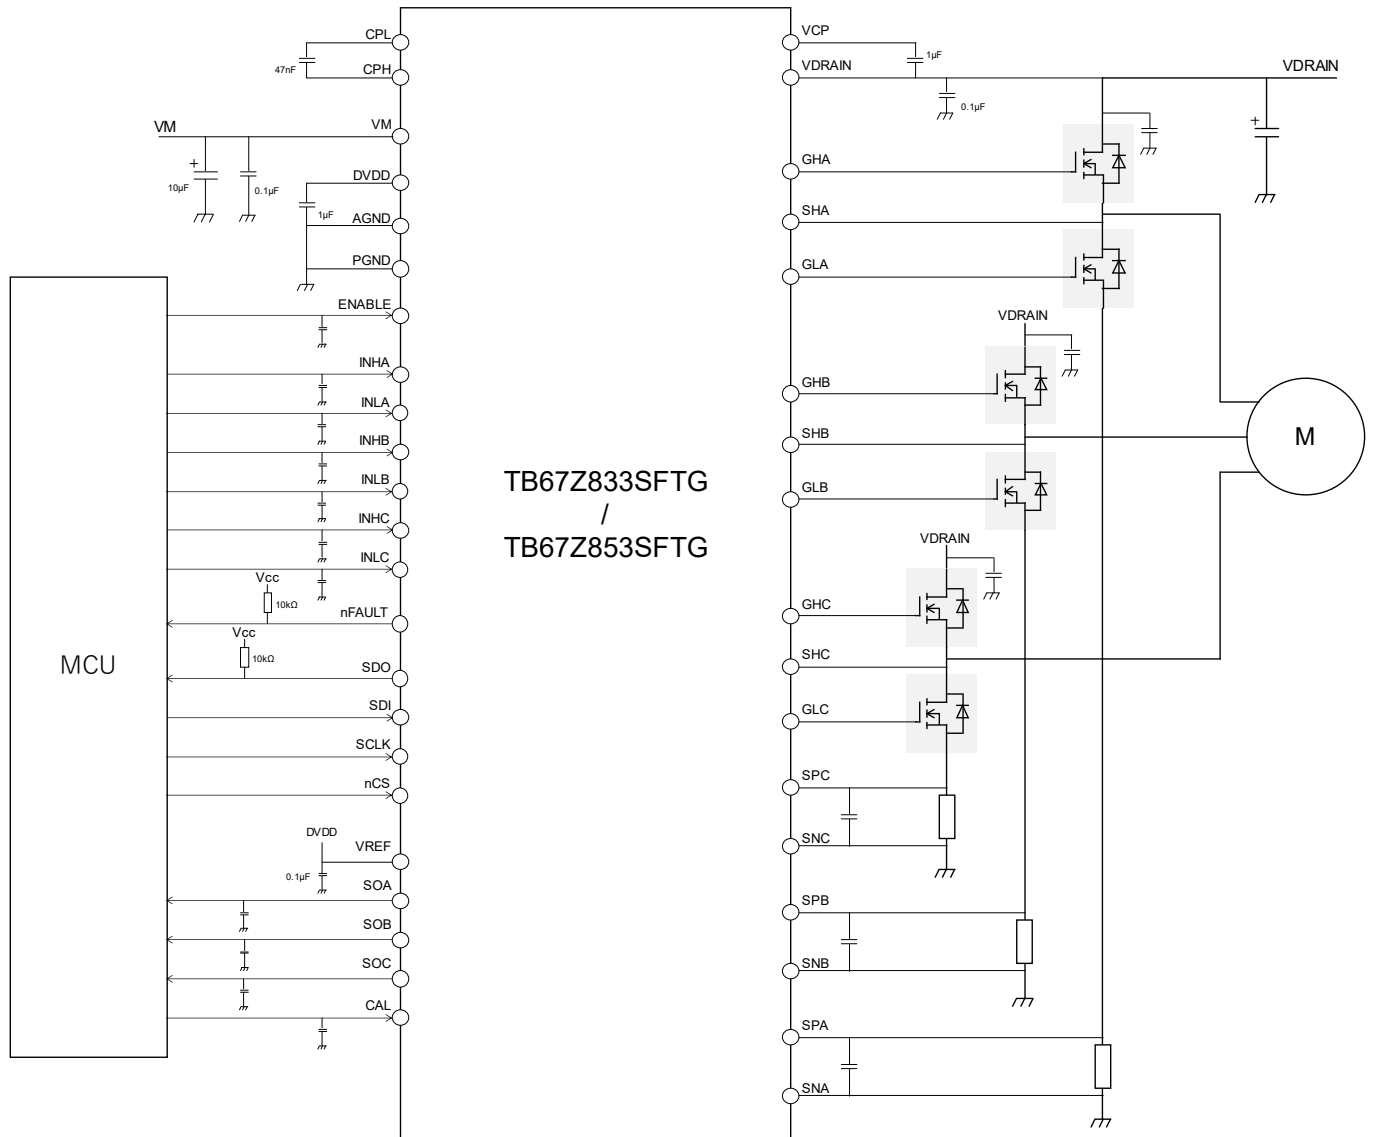 CPL
47nF
CPH
VM
VM
+
10μF
0.1μF
DVDD
1μF
AGND
PGND
ENABLE
INHA
INLA
INHB
INLB
INHC
INLC
Vcc
10kΩ
nFAULT
Vcc
10kΩ
SDO
SDI
SCLK
nCS
DVDD
VREF
0.1μF
SOA
SOB
SOC
CAL
MCU
TB67Z833SFTG
/
TB67Z853SFTG
VCP
1μF
VDRAIN
0.1μF
VDRAIN
+
GHA
SHA
GLA
VDRAIN
GHB
SHB
GLB
VDRAIN
GHC
SHC
GLC
M
SPC
SNC
SPB
SNB
SPA
SNA